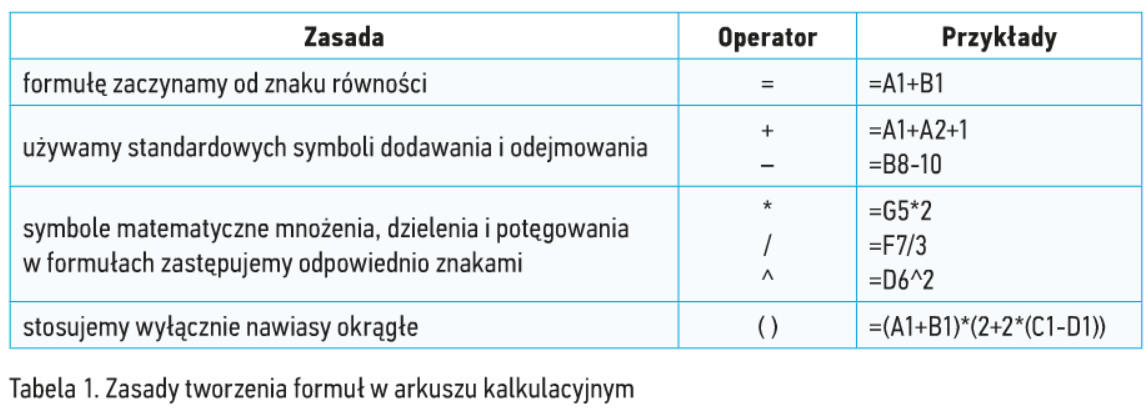 Zasada Operator Przykłady
formułę zaczynamy od znaku równości = =A1+B1
używamy standardowych symboli dodawania i odejmowania
+ =A1+A2+1
– =B8-10
symbole matematyczne mnożenia, dzielenia i potęgowania
w formułach zastępujemy odpowiednio znakami
* =G5*2
/ =F7/3
^ =D6^2
stosujemy wyłącznie nawiasy okrągłe ( ) =(A1+B1)*(2+2*(C1-D1))
Tabela 1. Zasady tworzenia formuł w arkuszu kalkulacyjnym